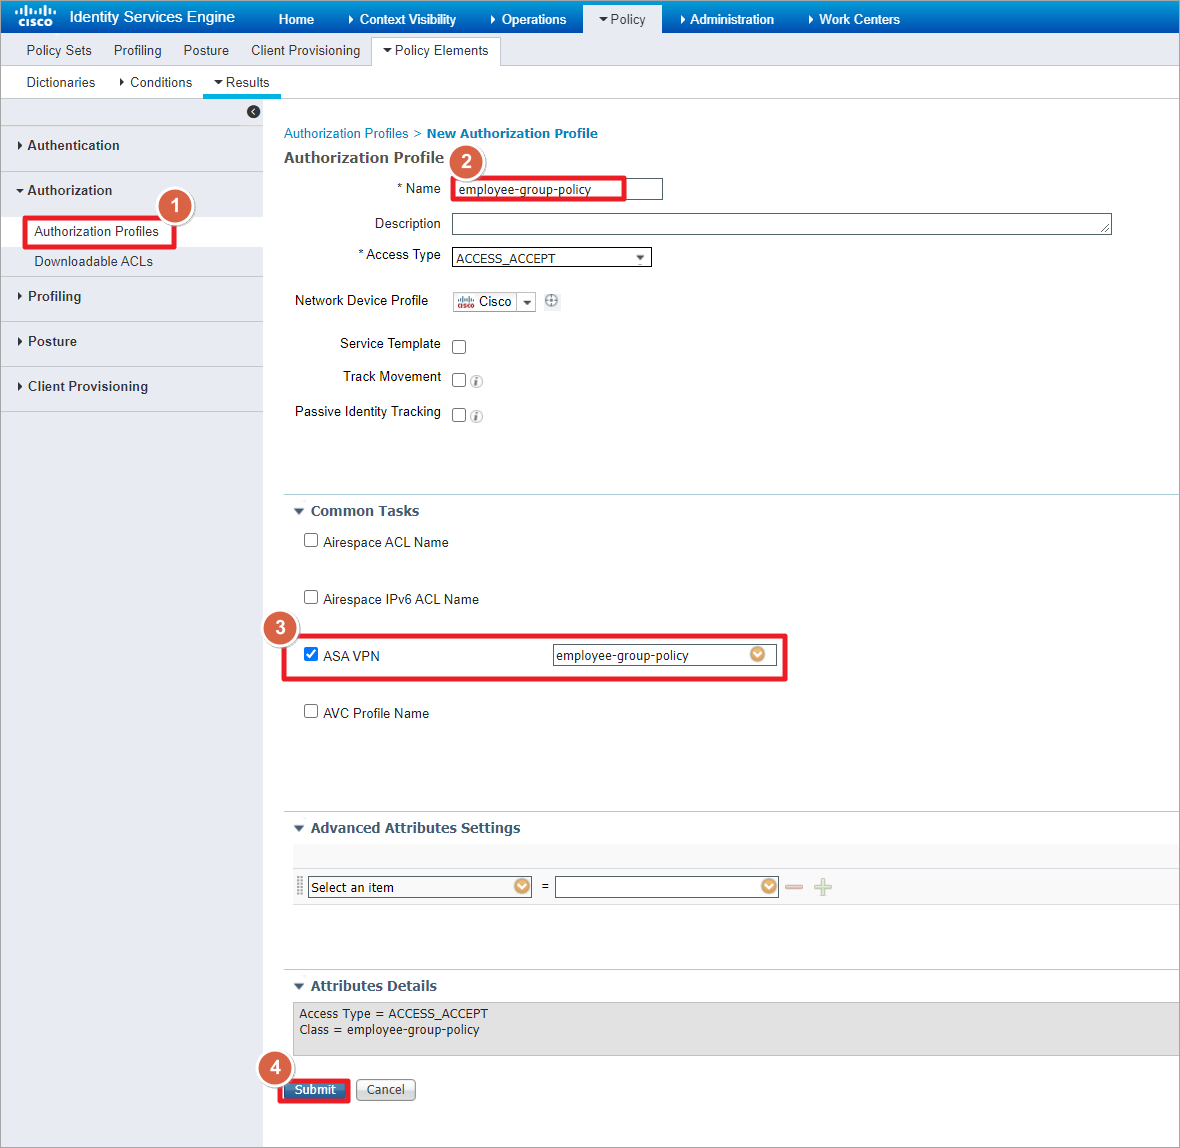 cisco Identity Services Engine Home Context Visibility Operations Policy Administration Work Centers
Policy Sets Profiling Posture Client Provisioning Policy Elements
Dictionaries Conditions Results
Authentication
Authorization
1
Authorization Profiles
Downloadable ACLs
Profiling
Posture
Client Provisioning
Authorization Profiles > New Authorization Profile
Authorization Profile
2
* Name employee-group-policy
Description
* Access Type ACCESS_ACCEPT
Network Device Profile cisco Cisco
Service Template
Track Movement i
Passive Identity Tracking i
Common Tasks
Airespace ACL Name
Airespace IPv6 ACL Name
3
ASA VPN employee-group-policy
AVC Profile Name
Advanced Attributes Settings
Select an item =
Attributes Details
Access Type = ACCESS_ACCEPT
Class = employee-group-policy
4
Submit Cancel